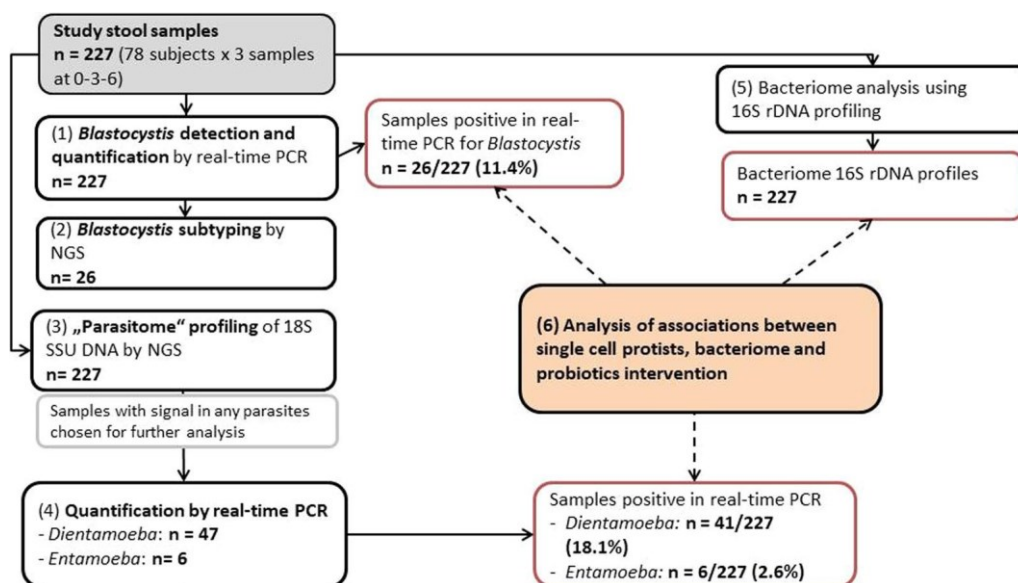 Study stool samples
n = 227 (78 subjects x 3 samples
at 0-3-6)
(1) Blastocystis detection and
quantification by real-time PCR
n= 227
(2) Blastocystis subtyping by
NGS
n= 26
(3) „Parasitome“ profiling of 18S
SSU DNA by NGS
n= 227
Samples with signal in any parasites
chosen for further analysis
(4) Quantification by real-time PCR
- Dientamoeba: n = 47
- Entamoeba: n= 6
Samples positive in real-
time PCR for Blastocystis
n = 26/227 (11.4%)
(5) Bacteriome analysis using
16S rDNA profiling
Bacteriome 16S rDNA profiles
n = 227
(6) Analysis of associations between
single cell protists, bacteriome and
probiotics intervention
Samples positive in real-time PCR
- Dientamoeba: n = 41/227
(18.1%)
- Entamoeba: n = 6/227 (2.6%)